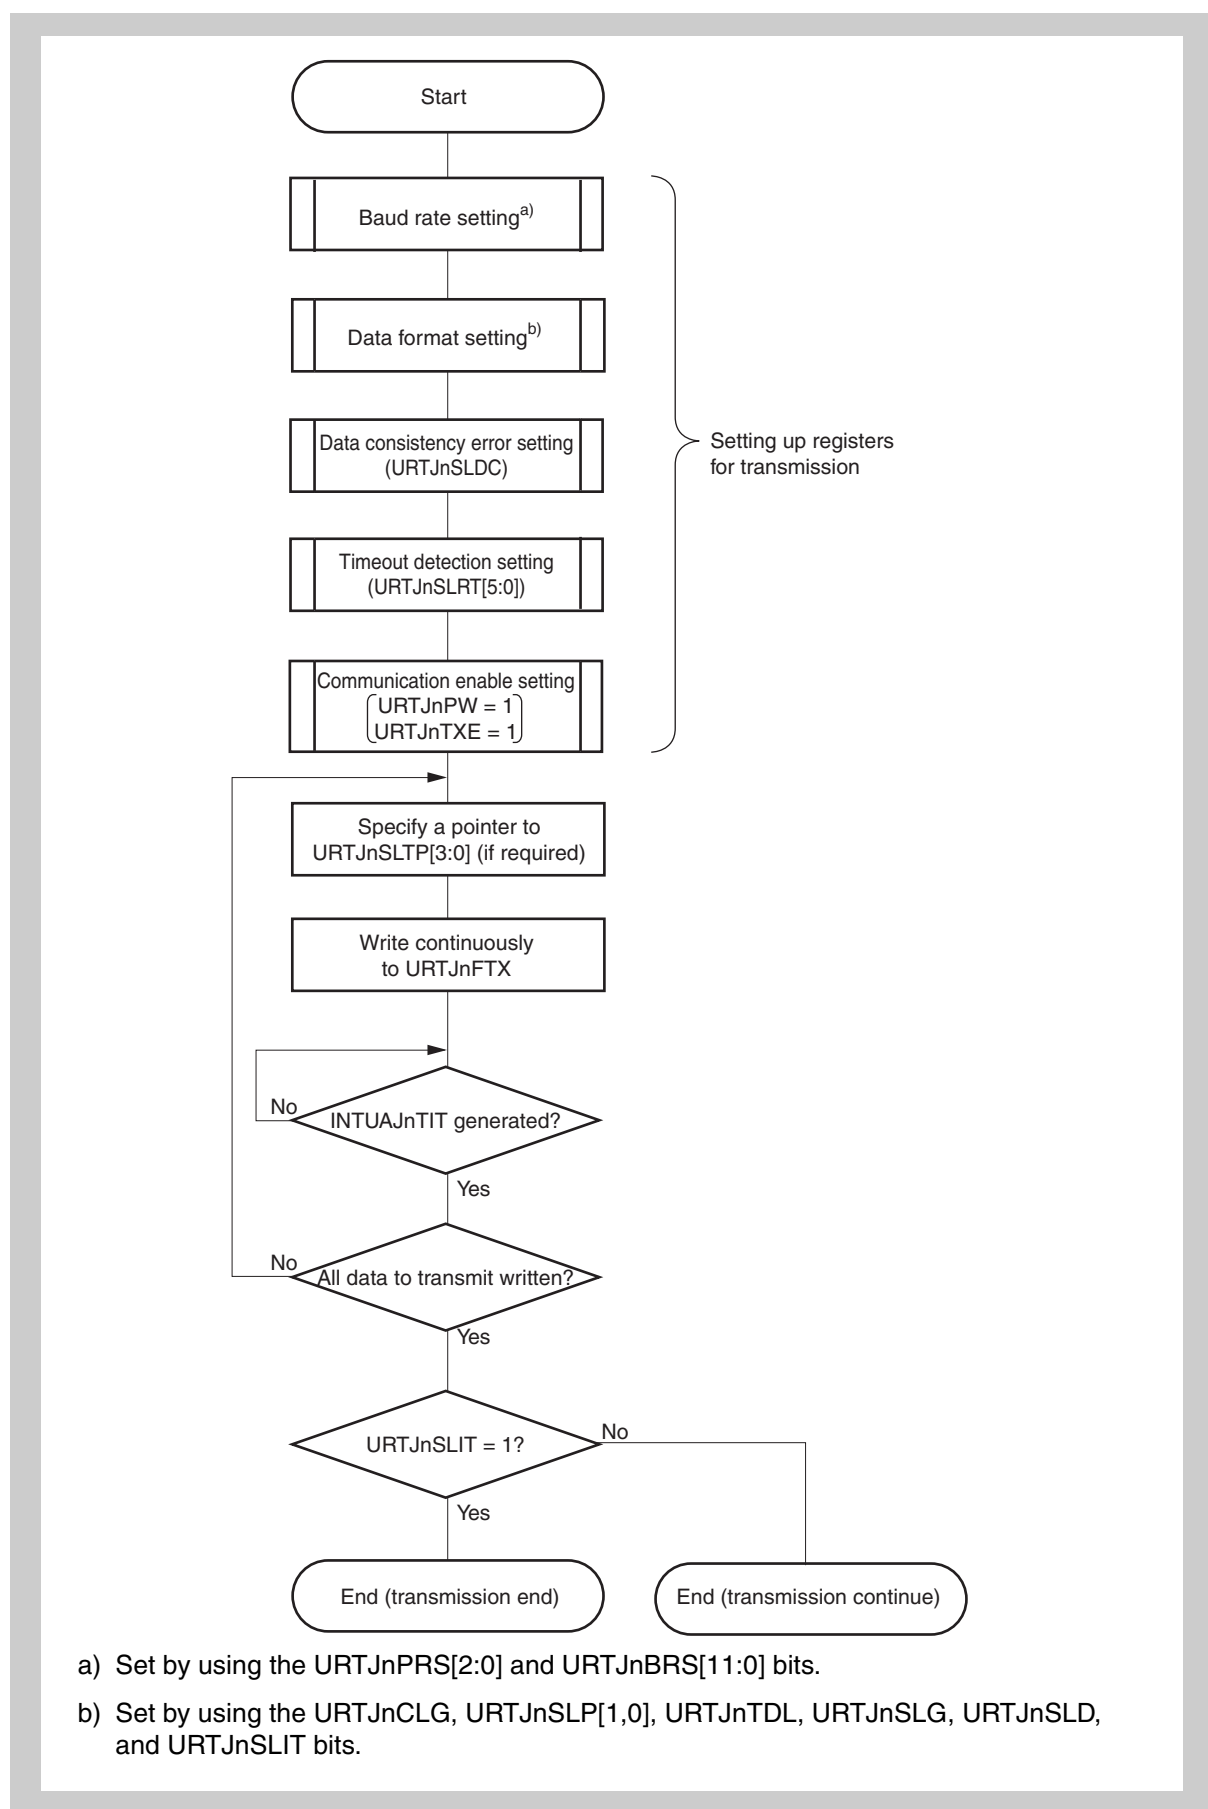 Start
Baud rate setting a)
Data format setting b)
Data consistency error setting
(URTJnSLDC)
Setting up registers
for transmission
Timeout detection setting
(URTJnSLRT[5:0])
Communication enable setting
URTJnPW = 1
URTJnTXE = 1
Specify a pointer to
URTJnSLTP[3:0] (if required)
Write continuously
to URTJnFTX
No
INTUAJnTIT generated?
Yes
No
All data to transmit written?
Yes
URTJnSLIT = 1?
No
Yes
End (transmission end)
End (transmission continue)
a) Set by using the URTJnPRS[2:0] and URTJnBRS[11:0] bits.
b) Set by using the URTJnCLG, URTJnSLP[1,0], URTJnTDL, URTJnSLG, URTJnSLD,
and URTJnSLIT bits.